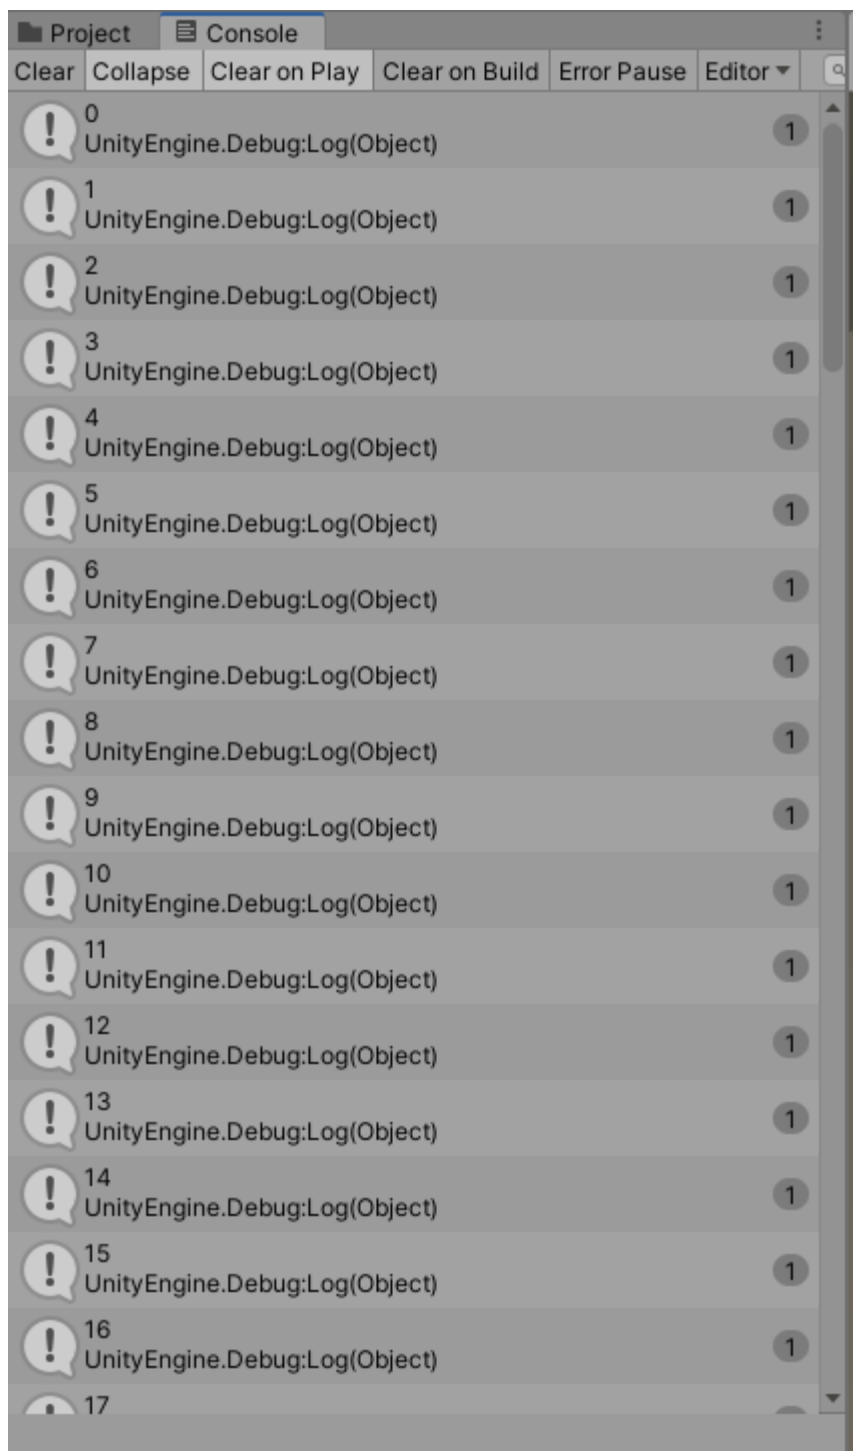 Project Console
Clear Collapse Clear on Play Clear on Build Error Pause Editor
0
UnityEngine.Debug:Log(Object) 1
1
UnityEngine.Debug:Log(Object) 1
2
UnityEngine.Debug:Log(Object) 1
3
UnityEngine.Debug:Log(Object) 1
4
UnityEngine.Debug:Log(Object) 1
5
UnityEngine.Debug:Log(Object) 1
6
UnityEngine.Debug:Log(Object) 1
7
UnityEngine.Debug:Log(Object) 1
8
UnityEngine.Debug:Log(Object) 1
9
UnityEngine.Debug:Log(Object) 1
10
UnityEngine.Debug:Log(Object) 1
11
UnityEngine.Debug:Log(Object) 1
12
UnityEngine.Debug:Log(Object) 1
13
UnityEngine.Debug:Log(Object) 1
14
UnityEngine.Debug:Log(Object) 1
15
UnityEngine.Debug:Log(Object) 1
16
UnityEngine.Debug:Log(Object) 1
17